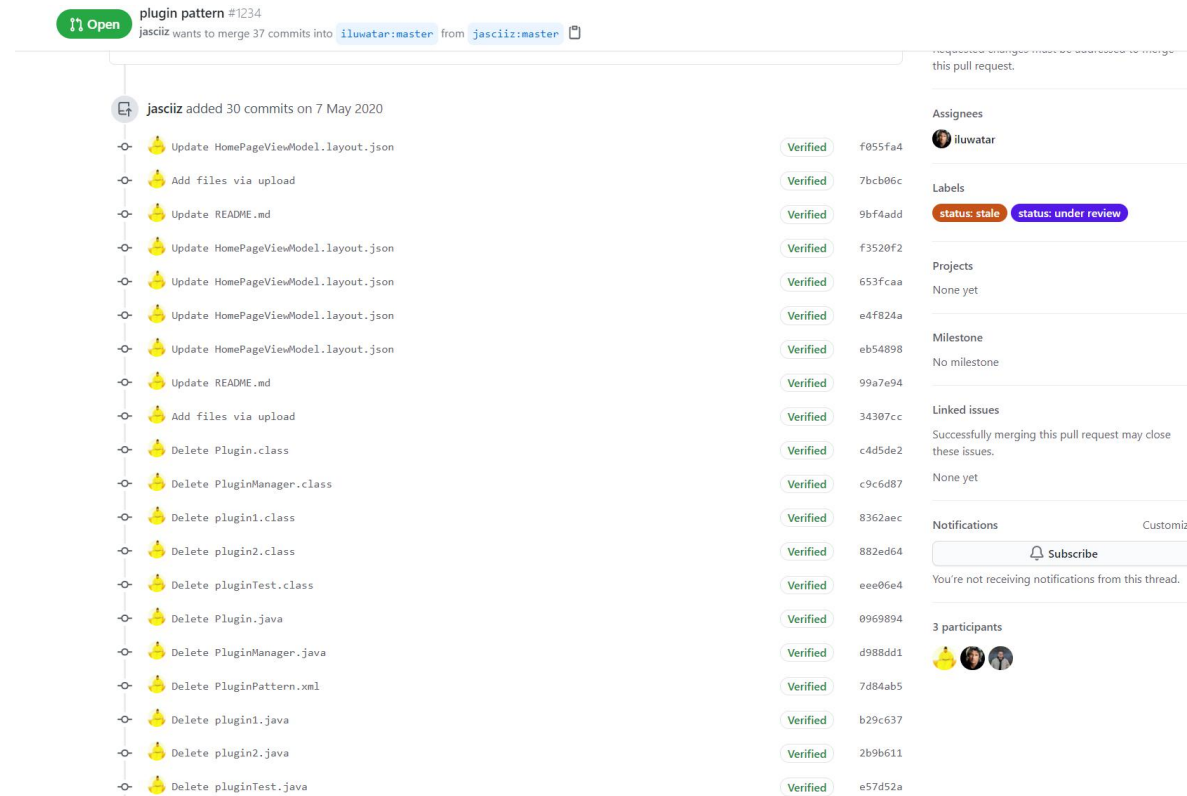 Open
plugin pattern #1234
jasciiz wants to merge 37 commits into iluwatar:master from jasciiz:master
Requested changes must be addressed to merge
this pull request.
jasciiz added 30 commits on 7 May 2020
Update HomePageViewModel.layout.json Verified f055fa4
Add files via upload Verified 7bcb06c
Update README.md Verified 9bf4add
Update HomePageViewModel.layout.json Verified f3520f2
Update HomePageViewModel.layout.json Verified 653fcaa
Update HomePageViewModel.layout.json Verified e4f824a
Update HomePageViewModel.layout.json Verified eb54898
Update README.md Verified 99a7e94
Add files via upload Verified 34307cc
Delete Plugin.class Verified c4d5de2
Delete PluginManager.class Verified c9c6d87
Delete plugin1.class Verified 8362aec
Delete plugin2.class Verified 882ed64
Delete pluginTest.class Verified eee06e4
Delete Plugin.java Verified 0969894
Delete PluginManager.java Verified d988dd1
Delete PluginPattern.xml Verified 7d84ab5
Delete plugin1.java Verified b29c637
Delete plugin2.java Verified 2b9b611
Delete pluginTest.java Verified e57d52a
Assignees
iluwatar
Labels
status: stale status: under review
Projects
None yet
Milestone
No milestone
Linked issues
Successfully merging this pull request may close
these issues.
None yet
Notifications Customiz
Subscribe
You're not receiving notifications from this thread.
3 participants